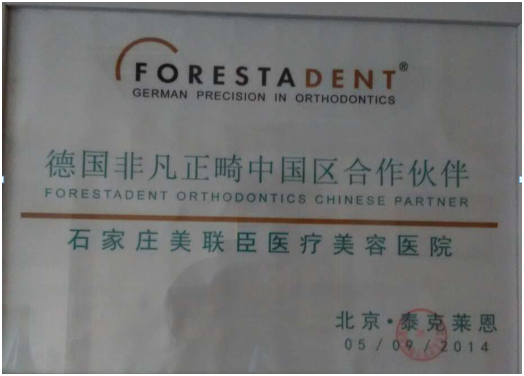 FORESTADENT®
GERMAN PRECISION IN ORTHODONTICS
德国非凡正畸中国区合作伙伴
FORESTADENT ORTHODONTICS CHINESE PARTNER
石家庄美联臣医疗美容医院
北京·泰克莱恩
05/09/2014